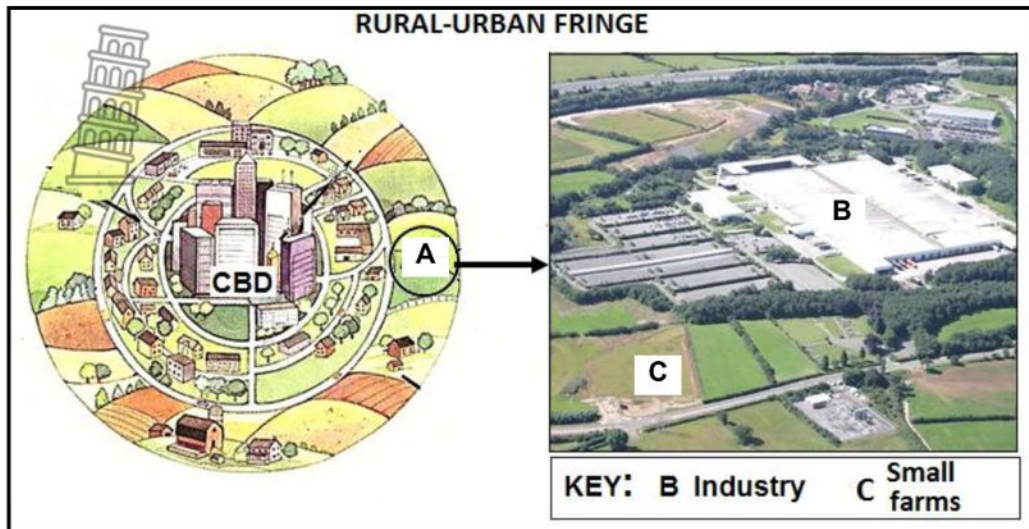 RURAL-URBAN FRINGE
CBD
A
B
C
KEY: B Industry C Small farms